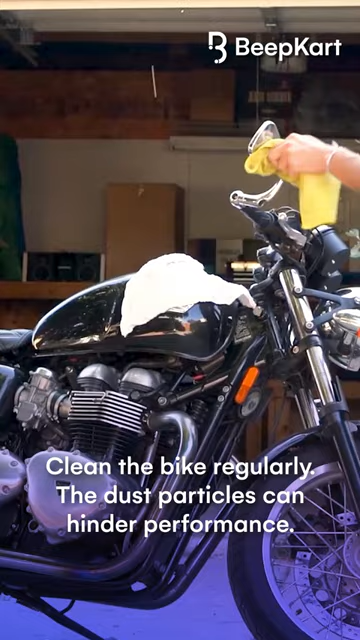 BeepKart
Clean the bike regularly.
The dust particles can
hinder performance.